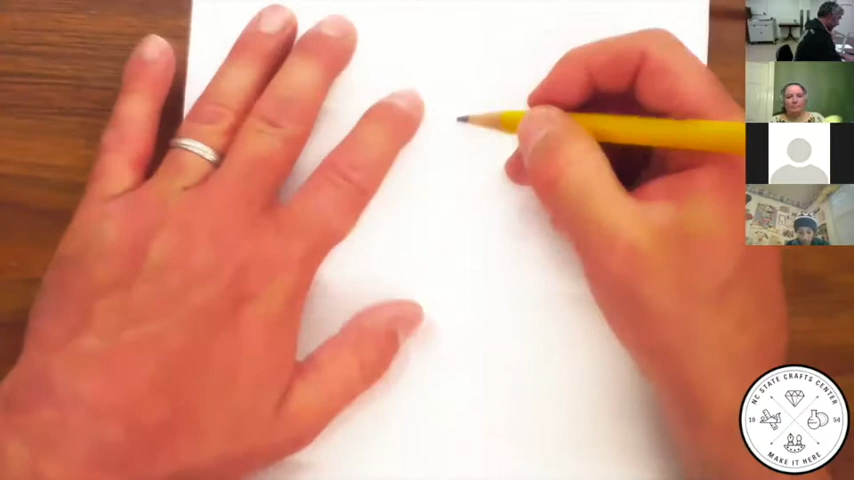 NC STATE CRAFTS CENTER
19 54
MAKE IT HERE